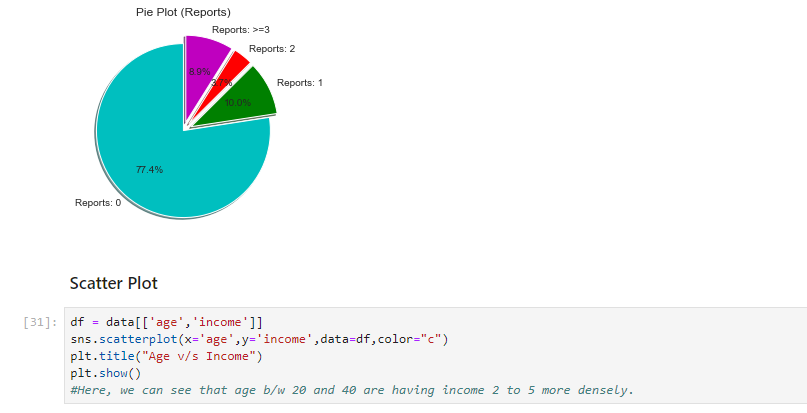 Pie Plot (Reports)
Reports: >=3
Reports: 2
8.9%
3.7%
Reports: 1
10.0%
77.4%
Reports: 0
Scatter Plot
[31]: df = data[['age','income']]
sns.scatterplot(x='age',y='income',data=df,color="c")
plt.title("Age v/s Income")
plt.show()
#Here, we can see that age b/w 20 and 40 are having income 2 to 5 more densely.